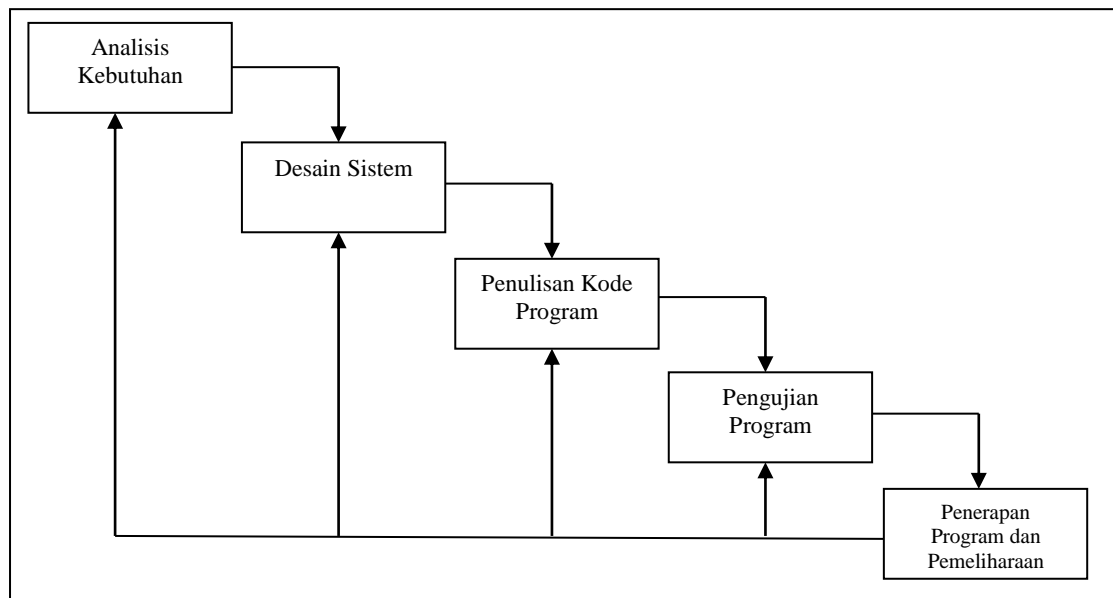 Analisis
Kebutuhan
Desain Sistem
Penulisan Kode
Program
Pengujian
Program
Penerapan
Program dan
Pemeliharaan